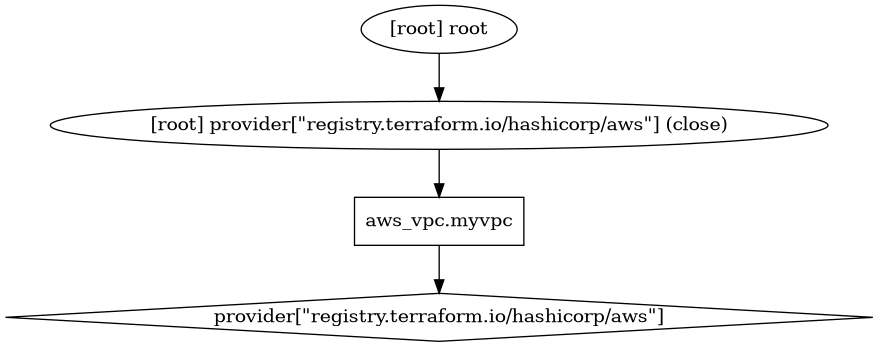 [root] root
[root] provider[\"registry.terraform.io/hashicorp/aws\"] (close)
aws_vpc.myvpc
provider[\"registry.terraform.io/hashicorp/aws\"]